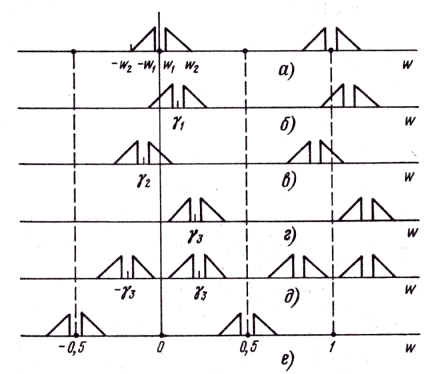 -w₂ -w₁ w₁ w₂ а) w
γ₁ б) w
γ₂ в) w
γ₃ г) w
-γ₃ γ₃ д) w
-0,5 0 0,5 1 w
е)